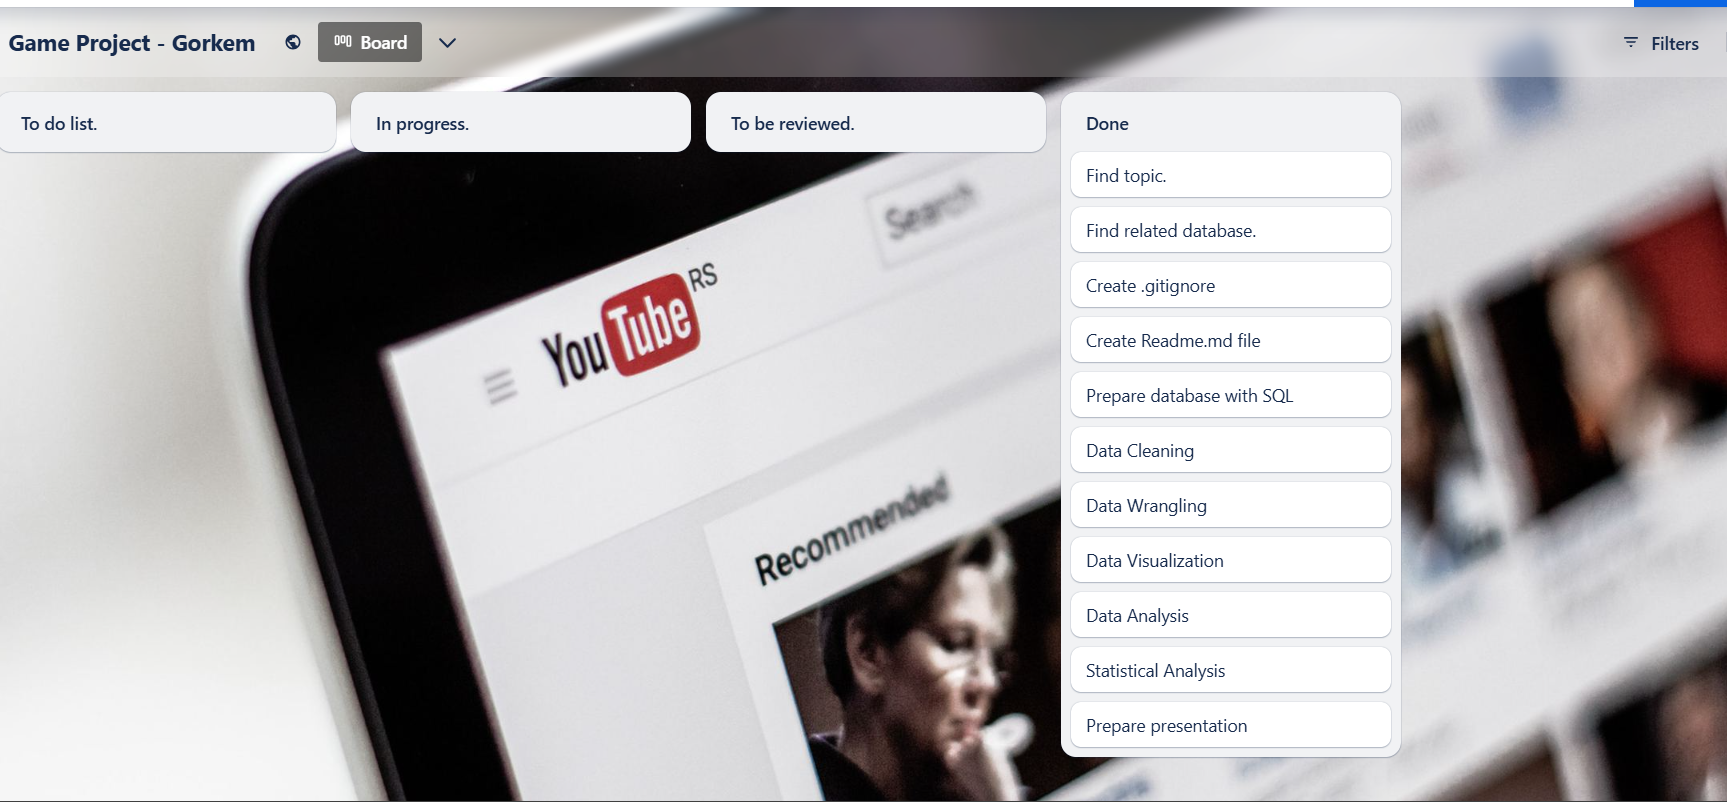 Game Project - Gorkem
Board
Filters
To do list.
In progress.
To be reviewed.
Done
Find topic.
Find related database.
Create .gitignore
Create Readme.md file
Prepare database with SQL
Data Cleaning
Data Wrangling
Data Visualization
Data Analysis
Statistical Analysis
Prepare presentation
Search
YouTube RS
Recommended